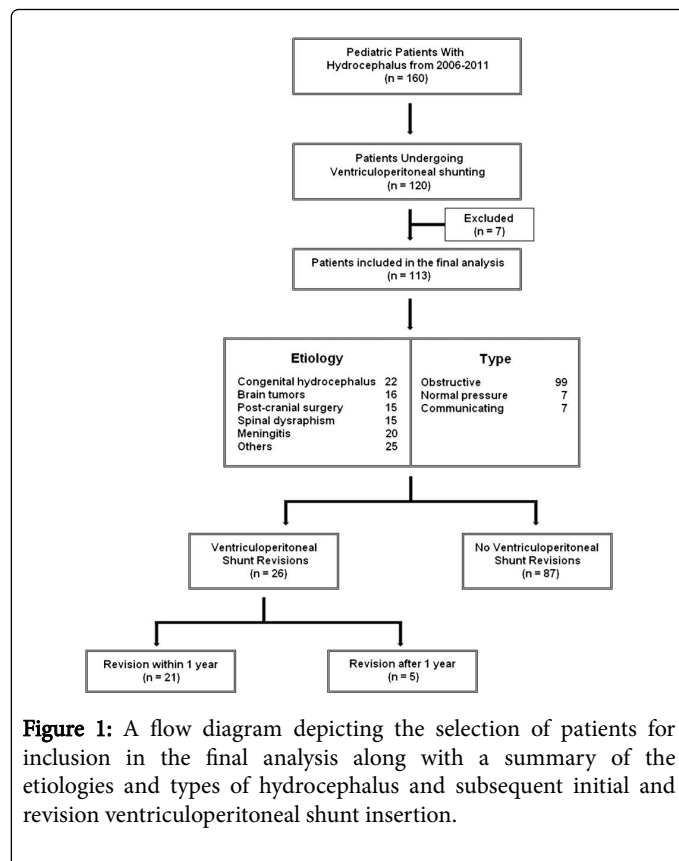 Pediatric Patients With
Hydrocephalus from 2006-2011
(n = 160)
Patients Undergoing
Ventriculoperitoneal shunting
(n = 120)
Excluded
(n = 7)
Patients included in the final analysis
(n = 113)
Etiology
Congenital hydrocephalus 22
Brain tumors 16
Post-cranial surgery 15
Spinal dysraphism 15
Meningitis 20
Others 25
Type
Obstructive 99
Normal pressure 7
Communicating 7
Ventriculoperitoneal
Shunt Revisions
(n = 26)
No Ventriculoperitoneal
Shunt Revisions
(n = 87)
Revision within 1 year
(n = 21)
Revision after 1 year
(n = 5)
Figure 1: A flow diagram depicting the selection of patients for
inclusion in the final analysis along with a summary of the
etiologies and types of hydrocephalus and subsequent initial and
revision ventriculoperitoneal shunt insertion.